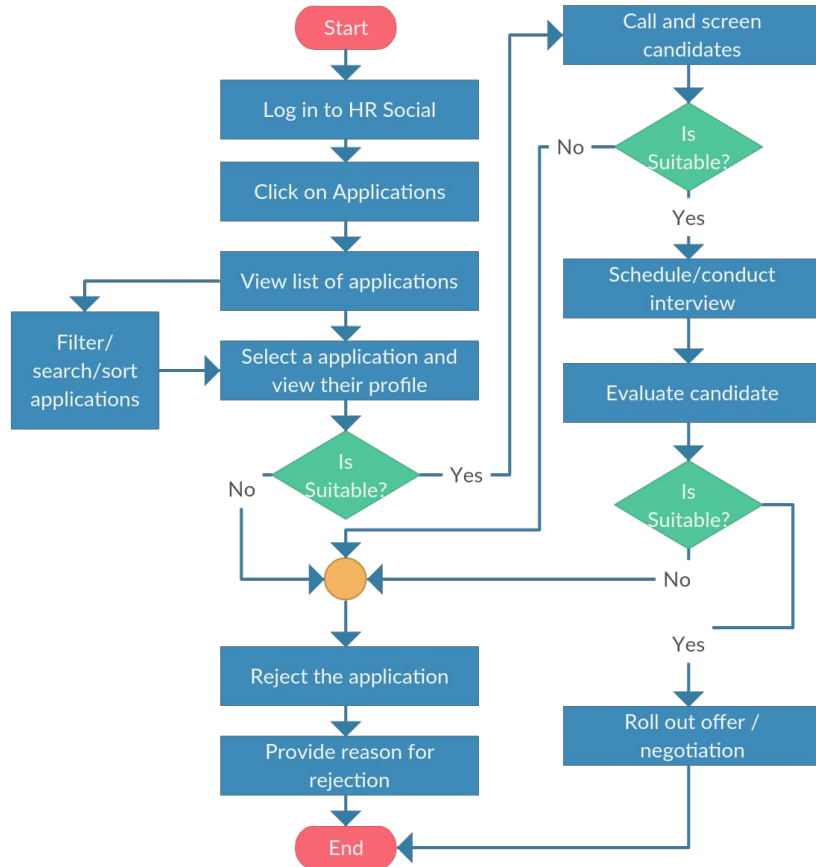 Start
Log in to HR Social
Click on Applications
View list of applications
Filter/
search/sort
applications
Select a application and
view their profile
Is
Suitable?
No
Yes
Reject the application
Provide reason for
rejection
End
Call and screen
candidates
Is
Suitable?
No
Yes
Schedule/conduct
interview
Evaluate candidate
Is
Suitable?
No
Yes
Roll out offer /
negotiation